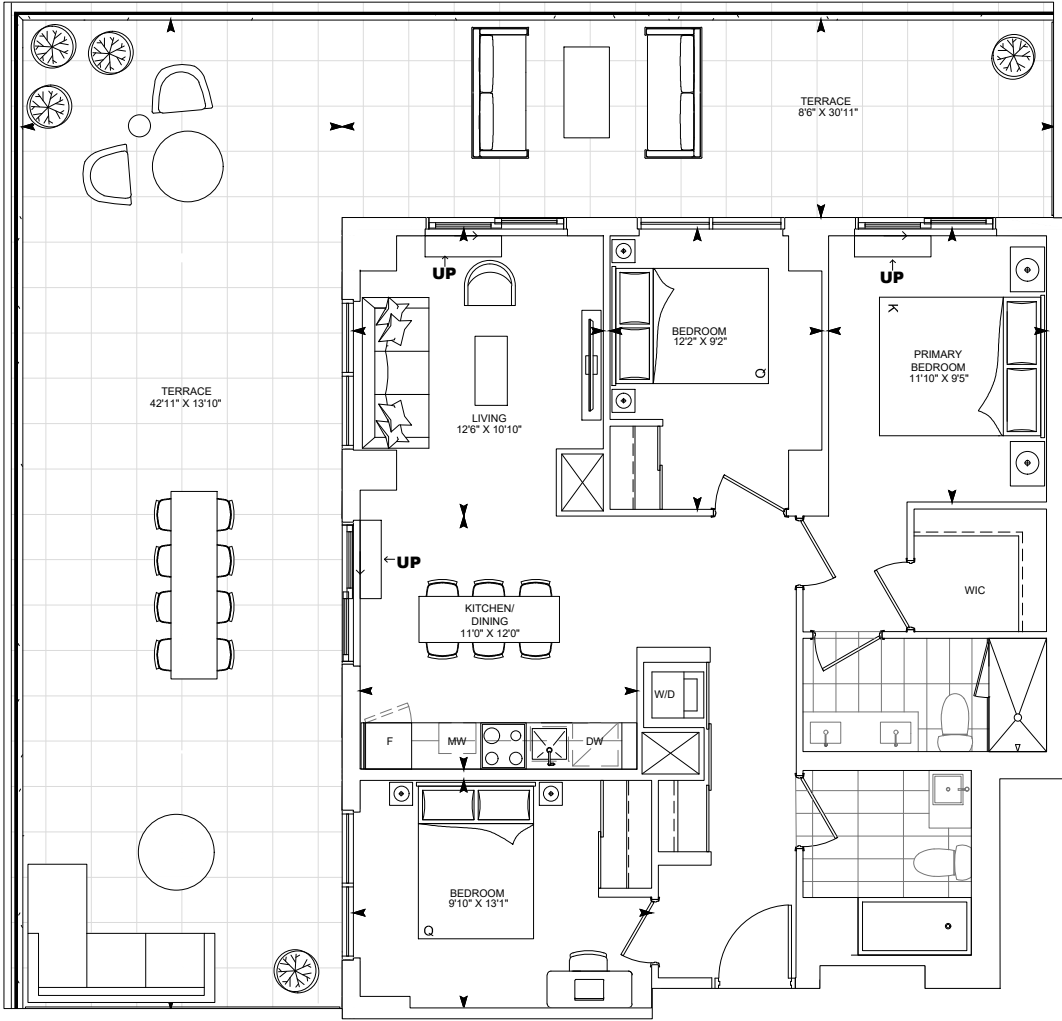 TERRACE
8'6" X 30'11"
UP
UP
BEDROOM
12'2" X 9'2"
K
PRIMARY
BEDROOM
11'10" X 9'5"
Q
TERRACE
42'11" X 13'10"
LIVING
12'6" X 10'10"
UP
WIC
KITCHEN/
DINING
11'0" X 12'0"
W/D
F
MW
DW
BEDROOM
9'10" X 13'1"
Q